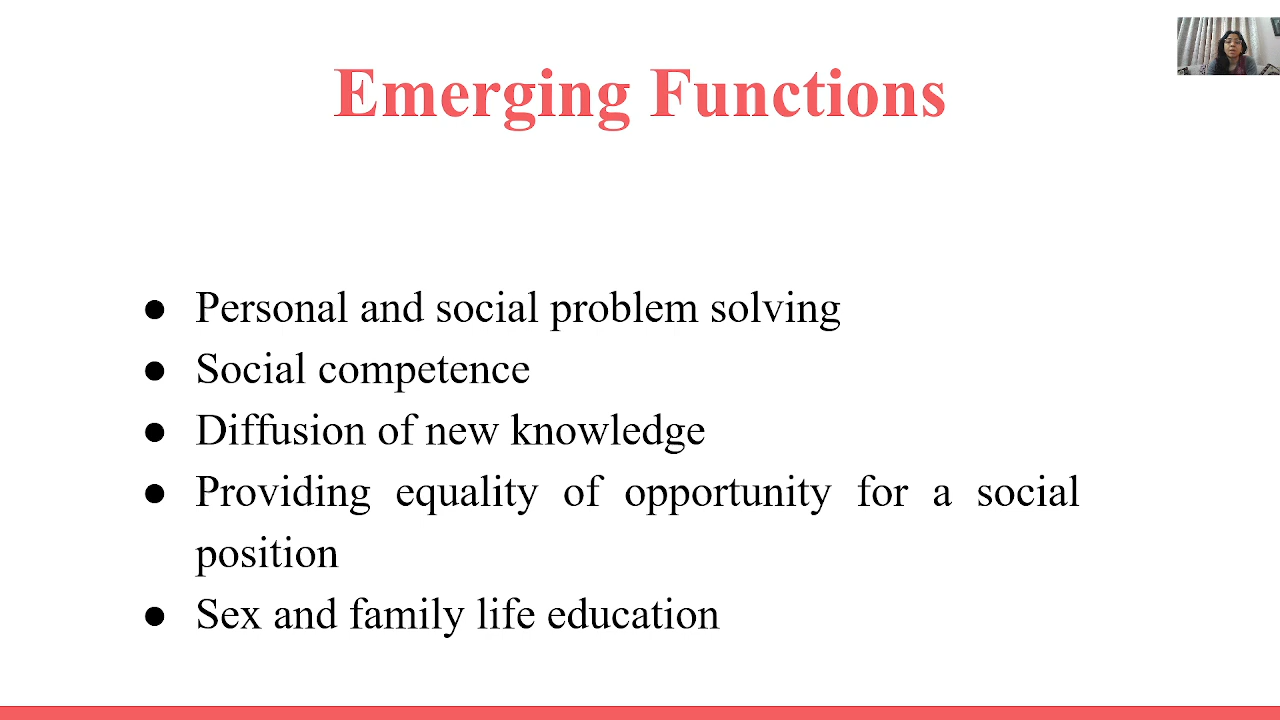 Emerging Functions
● Personal and social problem solving
● Social competence
● Diffusion of new knowledge
● Providing equality of opportunity for a social
position
● Sex and family life education